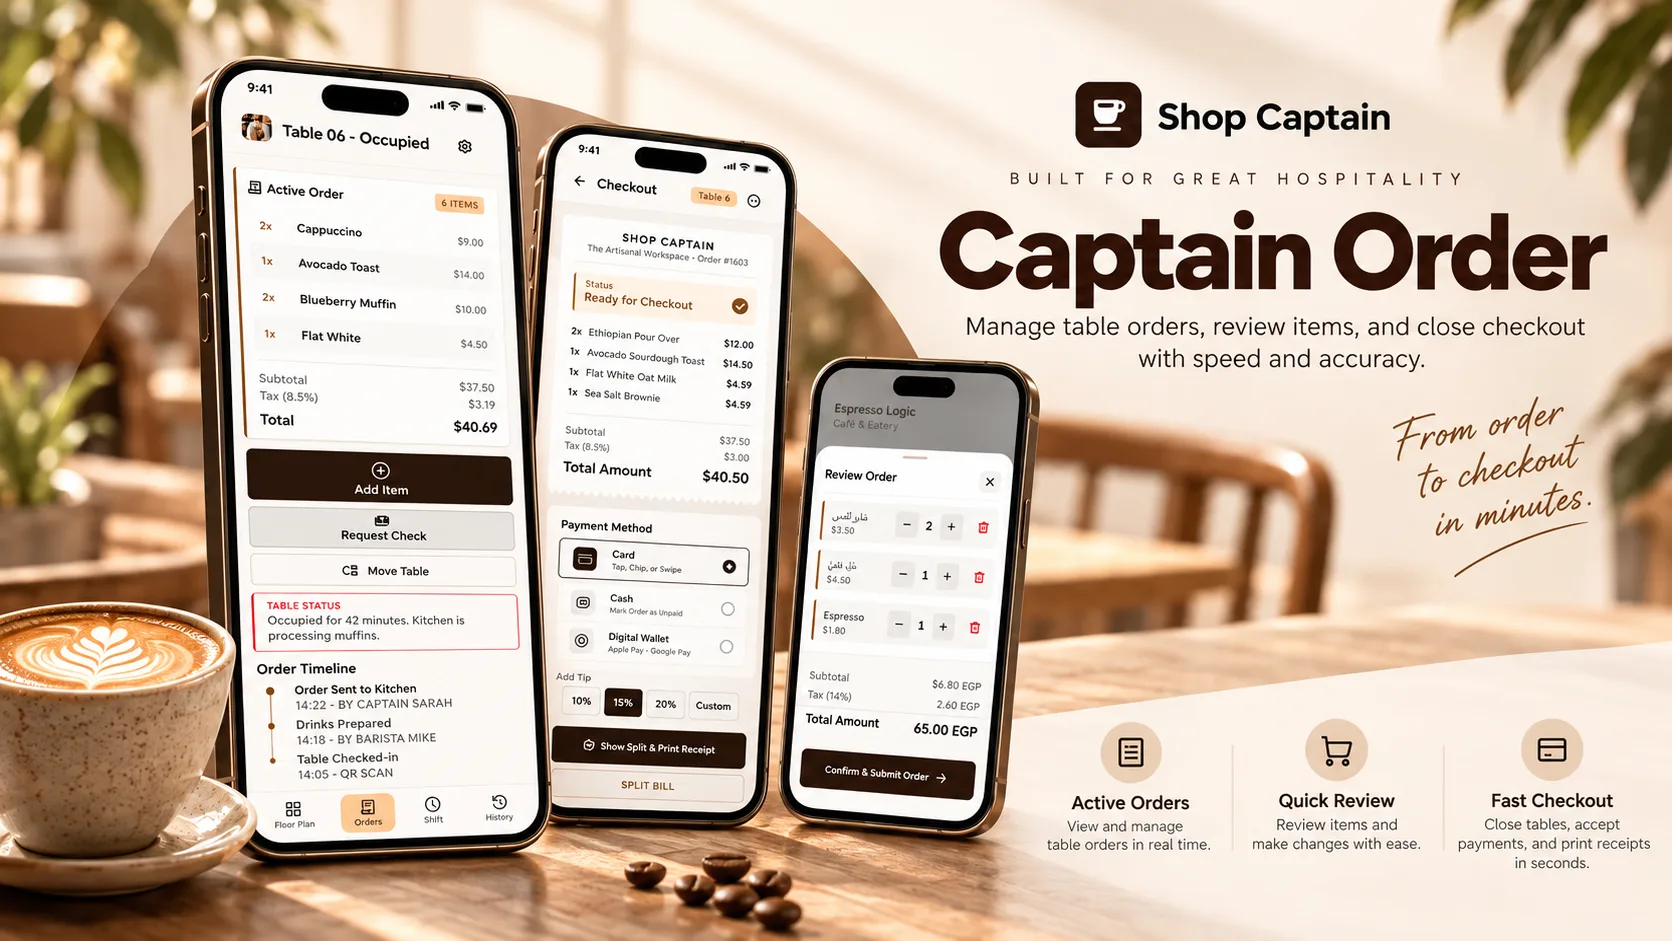 9:41
Table 06 - Occupied
Active Order
6 ITEMS
2x Cappuccino $9.00
1x Avocado Toast $14.00
2x Blueberry Muffin $10.00
1x Flat White $4.50
Subtotal $37.50
Tax (8.5%) $3.19
Total $40.69
Add Item
Request Check
Move Table
TABLE STATUS
Occupied for 42 minutes. Kitchen is
processing muffins.
Order Timeline
Order Sent to Kitchen
14:22 - BY CAPTAIN SARAH
Drinks Prepared
14:18 - BY BARISTA MIKE
Table Checked-in
14:05 - QR SCAN
Floor Plan Orders Shift History
9:41
Checkout Table 6
SHOP CAPTAIN
The Artisanal Workspace • Order #1603
Status
Ready for Checkout
2x Ethiopian Pour Over $12.00
1x Avocado Sourdough Toast $14.50
1x Flat White Oat Milk $4.59
1x Sea Salt Brownie $4.59
Subtotal $37.50
Tax (8.5%) $3.00
Total Amount $40.50
Payment Method
Card
Tap, Chip, or Swipe
Cash
Mark Order as Unpaid
Digital Wallet
Apple Pay - Google Pay
Add Tip
10% 15% 20% Custom
Show Split & Print Receipt
SPLIT BILL
Espresso Logic
Café & Eatery
Review Order
$3.50
2
$4.50
1
Espresso
$1.80
1
Subtotal $6.80 EGP
Tax (14%) 2.60 EGP
Total Amount 65.00 EGP
Confirm & Submit Order →
Shop Captain
BUILT FOR GREAT HOSPITALITY
Captain Order
Manage table orders, review items, and close checkout
with speed and accuracy.
From order
to checkout
in minutes.
Active Orders
View and manage
table orders in real time.
Quick Review
Review items and
make changes with ease.
Fast Checkout
Close tables, accept
payments, and print receipts
in seconds.